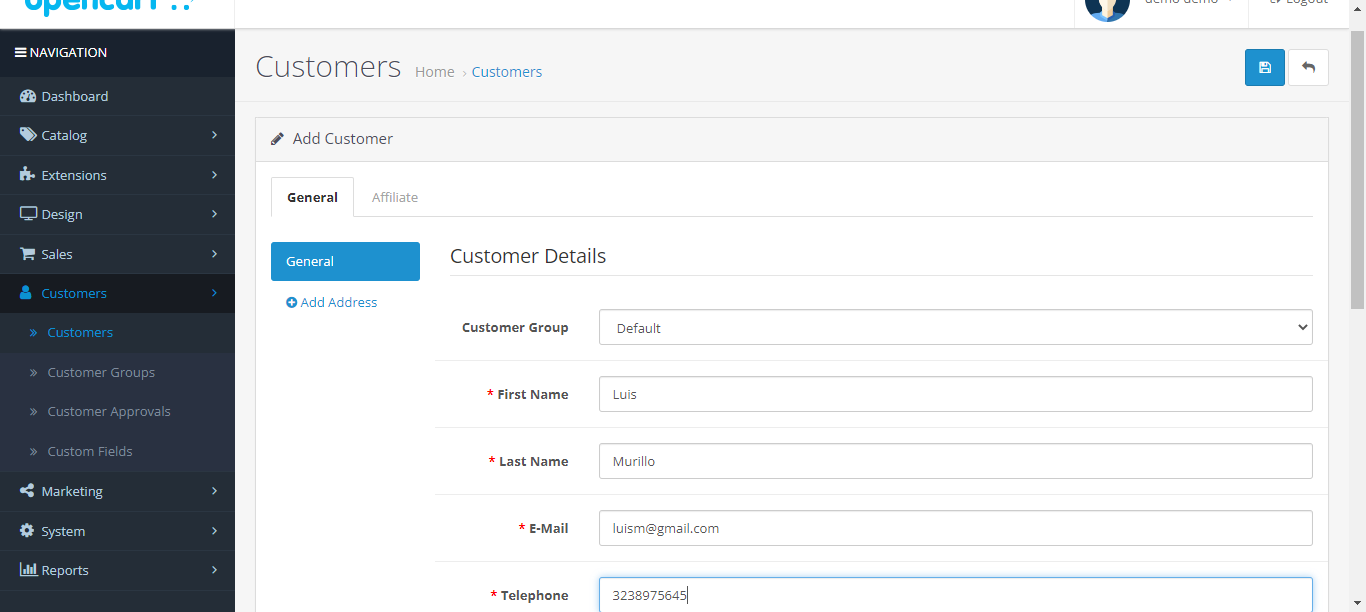 opencart
demo demo
Logout
NAVIGATION
Customers Home › Customers
Dashboard
Catalog
Extensions
Design
Sales
Customers
» Customers
» Customer Groups
» Customer Approvals
» Custom Fields
Marketing
System
Reports
Add Customer
General Affiliate
General
Add Address
Customer Details
Customer Group Default
* First Name Luis
* Last Name Murillo
* E-Mail luism@gmail.com
* Telephone 3238975645